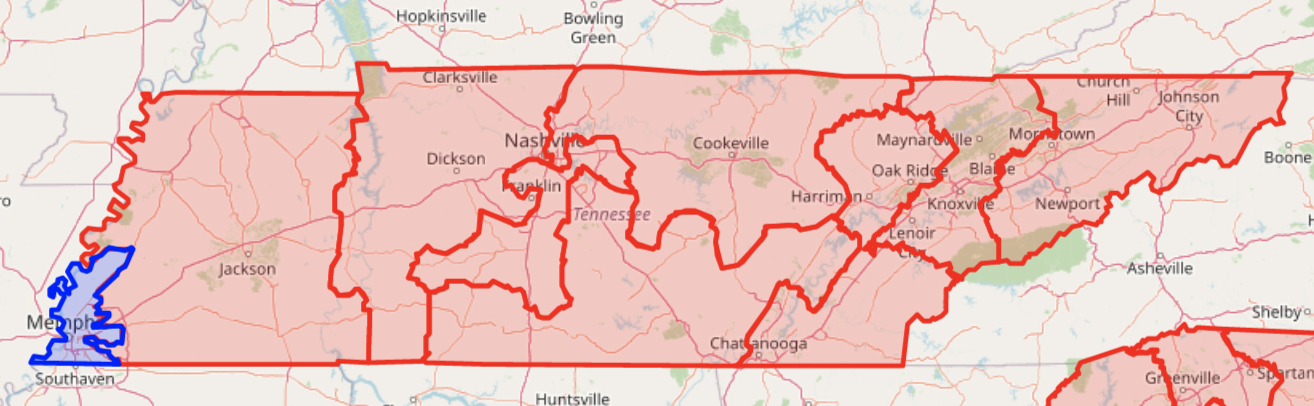 Hopkinsville
Bowling
Green
Clarksville
Church
Hill
Johnson
City
Nashville
Cookeville
Maynardville
Morristown
Boone
Dickson
Oak Ridge
Blaine
Franklin
Harriman
Knoxville
Newport
Tennessee
Lenoir
City
Jackson
Asheville
Memphis
Shelby
Chattanooga
Southaven
Greenville
Spartan
Huntsville